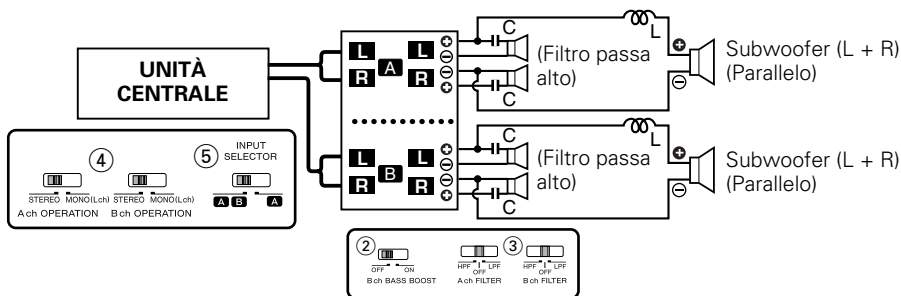 UNITÀ
CENTRALE
L L
A
R R
L L
B
R R
C
L
(Filtro passa
alto)
C
Subwoofer (L + R)
(Parallelo)
C
L
(Filtro passa
alto)
C
Subwoofer (L + R)
(Parallelo)
④
STEREO MONO(Lch)
A ch OPERATION
STEREO MONO(Lch)
B ch OPERATION
⑤ INPUT
SELECTOR
A B A
②
OFF ON
B ch BASS BOOST
HPF OFF LPF
A ch FILTER
③
HPF OFF LPF
B ch FILTER